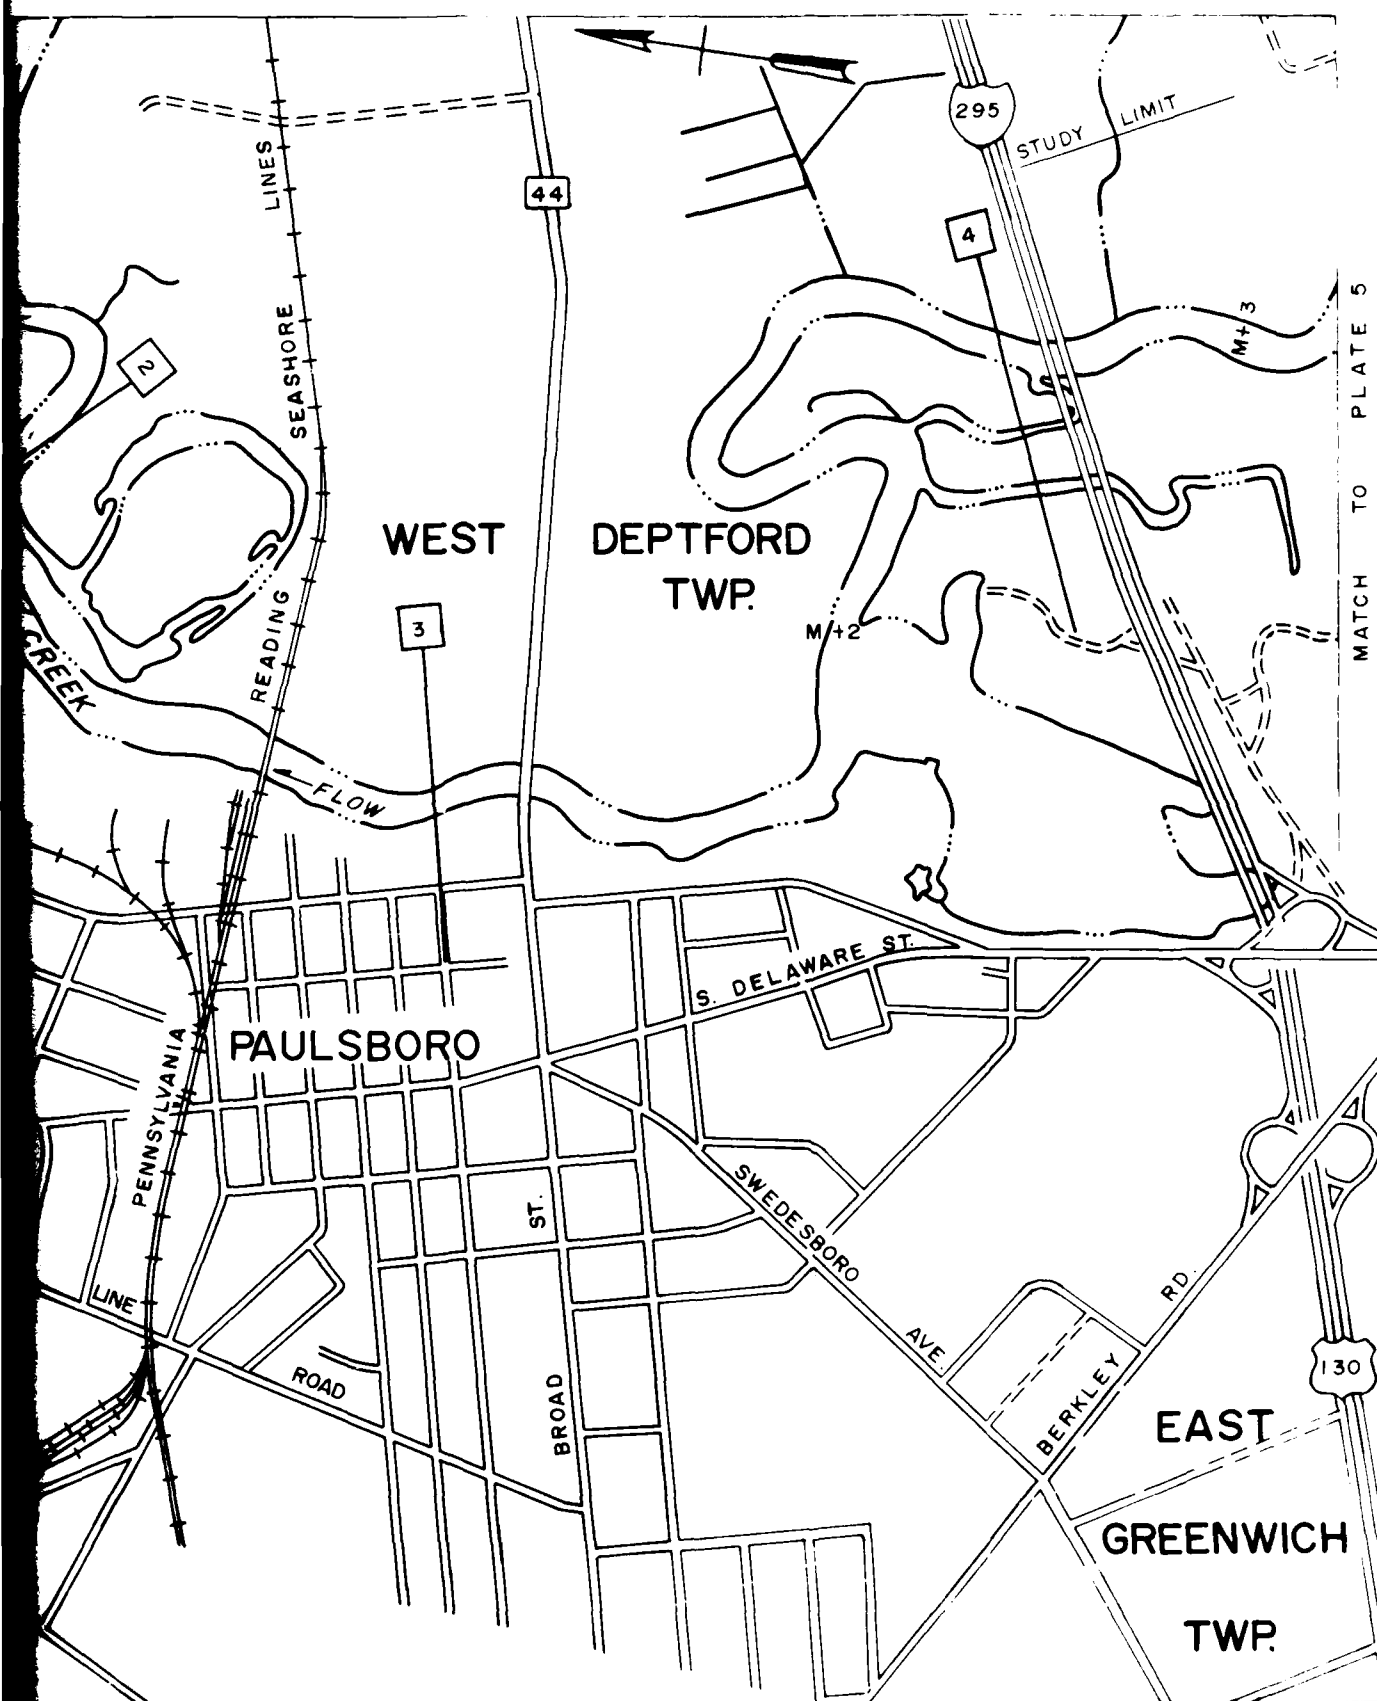 295
STUDY LIMIT
44
4
M+3
MATCH TO PLATE 5
2
PENNSYLVANIA READING SEASHORE LINES
WEST DEPTFORD
TWP.
3
M+2
CREEK
FLOW
S. DELAWARE ST.
PAULSBORO
SWEDESBORO AVE.
BROAD ST.
LINE ROAD
BERKLEY RD.
130
EAST
GREENWICH
TWP.